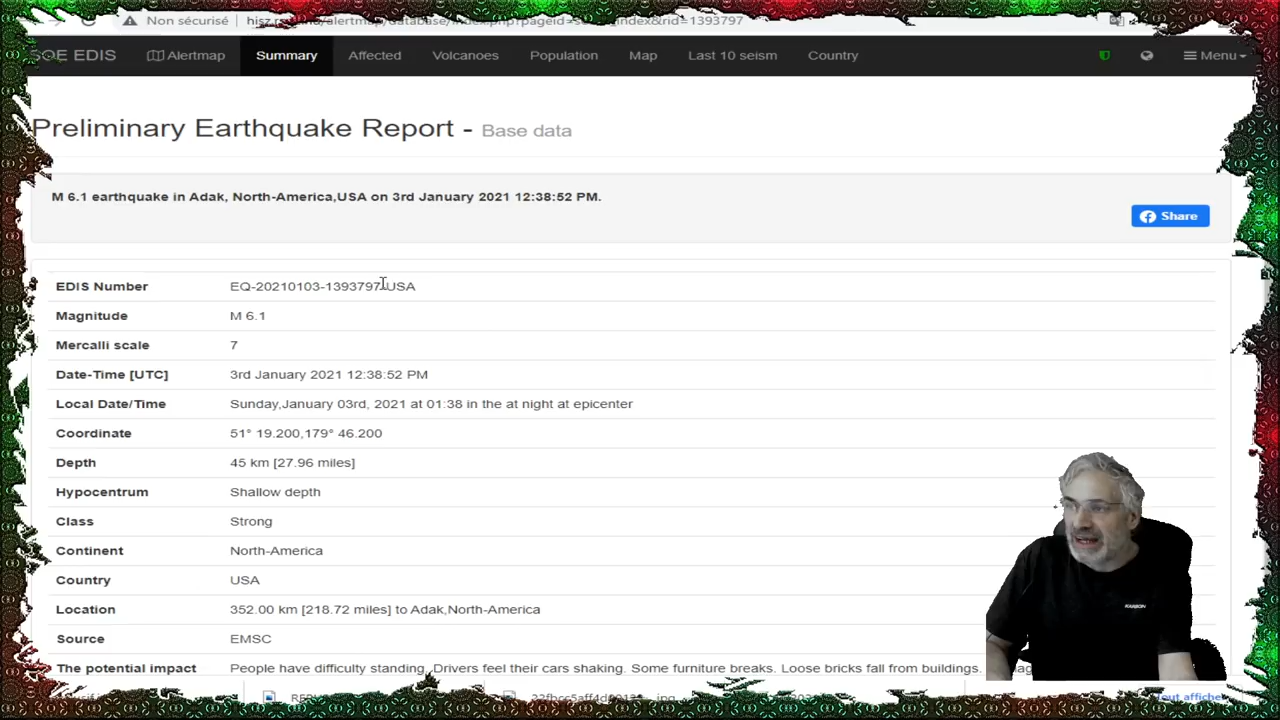 Non sécurisé
SOE EDIS Alertmap Summary Affected Volcanoes Population Map Last 10 seism Country Menu
Preliminary Earthquake Report - Base data
M 6.1 earthquake in Adak, North-America,USA on 3rd January 2021 12:38:52 PM.
Share
EDIS Number EQ-20210103-1393797-USA
Magnitude M 6.1
Mercalli scale 7
Date-Time [UTC] 3rd January 2021 12:38:52 PM
Local Date/Time Sunday,January 03rd, 2021 at 01:38 in the at night at epicenter
Coordinate 51° 19.200,179° 46.200
Depth 45 km [27.96 miles]
Hypocentrum Shallow depth
Class Strong
Continent North-America
Country USA
Location 352.00 km [218.72 miles] to Adak,North-America
Source EMSC
The potential impact People have difficulty standing. Drivers feel their cars shaking. Some furniture breaks. Loose bricks fall from buildings.